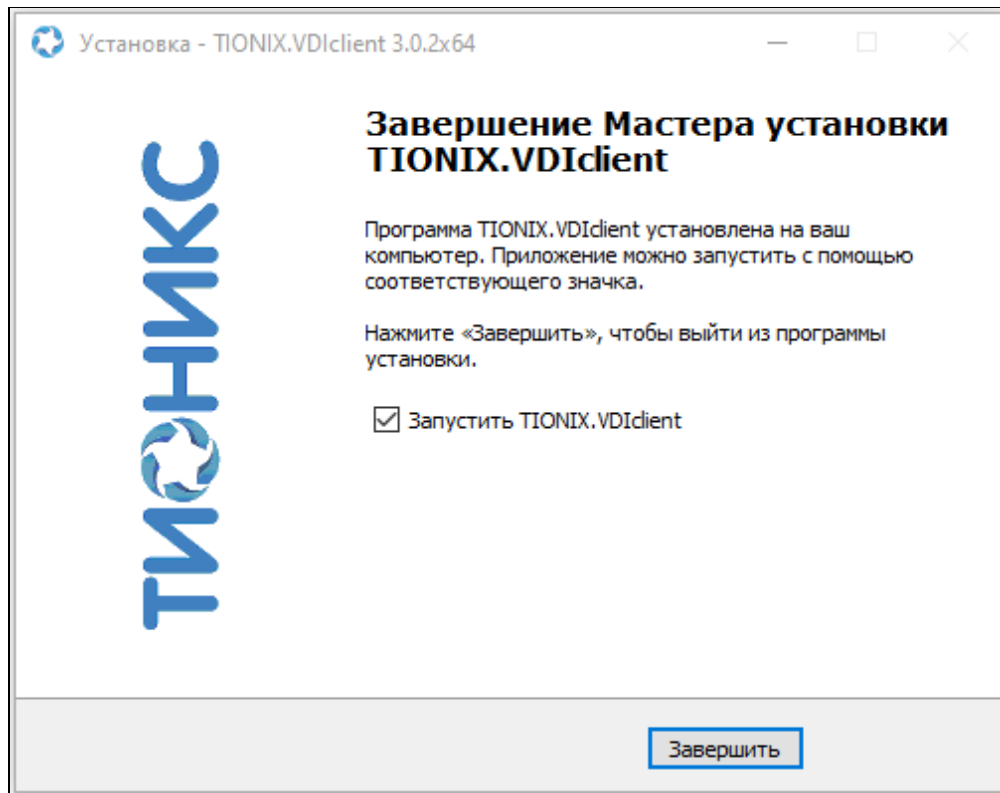 Установка - TIONIX.VDIclient 3.0.2x64
ТИОНИКС
Завершение Мастера установки
TIONIX.VDIclient
Программа TIONIX.VDIclient установлена на ваш
компьютер. Приложение можно запустить с помощью
соответствующего значка.
Нажмите «Завершить», чтобы выйти из программы
установки.
Запустить TIONIX.VDIclient
Завершить